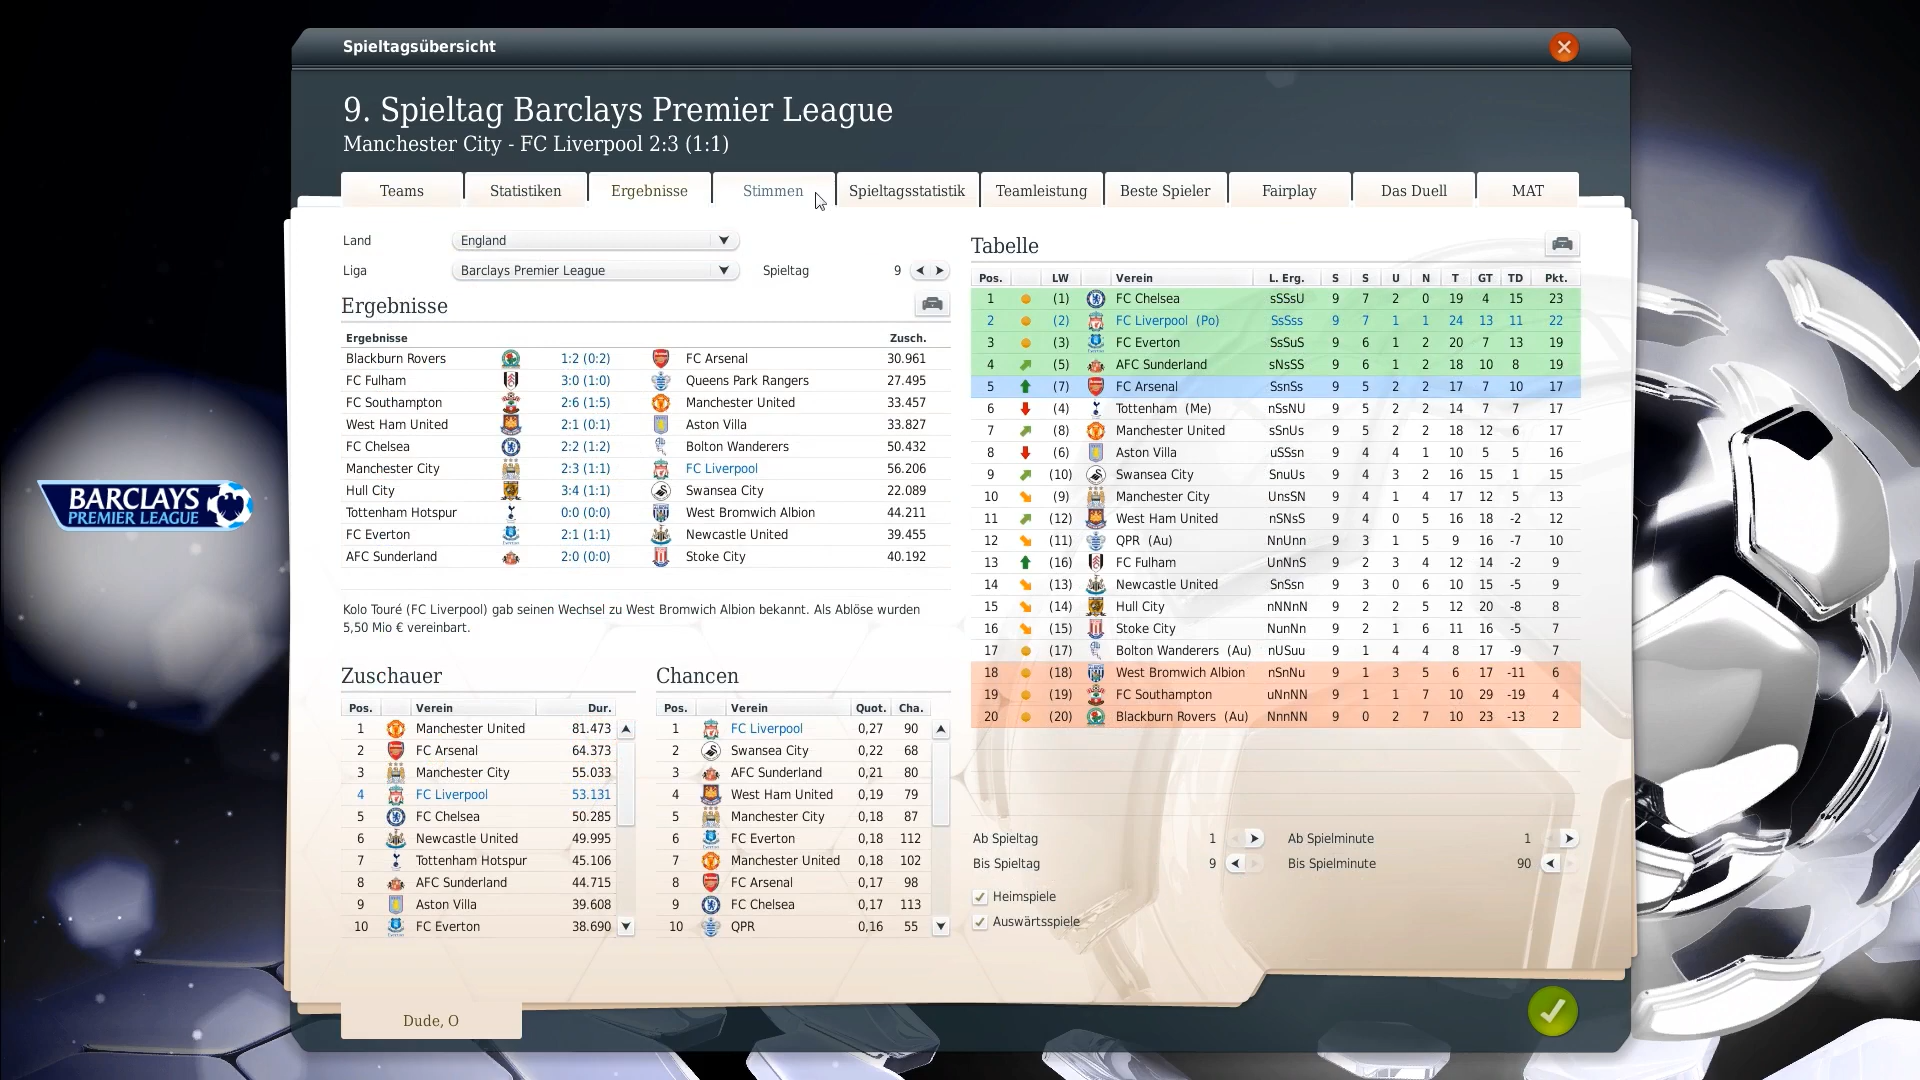 Spieltagsübersicht
9. Spieltag Barclays Premier League
Manchester City - FC Liverpool 2:3 (1:1)
Teams Statistiken Ergebnisse Stimmen Spieltagsstatistik Teamleistung Beste Spieler Fairplay Das Duell MAT
Land England
Liga Barclays Premier League Spieltag 9
Ergebnisse
Ergebnisse Zusch.
Blackburn Rovers 1:2 (0:2) FC Arsenal 30.961
FC Fulham 3:0 (1:0) Queens Park Rangers 27.495
FC Southampton 2:6 (1:5) Manchester United 33.457
West Ham United 2:1 (0:1) Aston Villa 33.827
FC Chelsea 2:2 (1:2) Bolton Wanderers 50.432
Manchester City 2:3 (1:1) FC Liverpool 56.206
Hull City 3:4 (1:1) Swansea City 22.089
Tottenham Hotspur 0:0 (0:0) West Bromwich Albion 44.211
FC Everton 2:1 (1:1) Newcastle United 39.455
AFC Sunderland 2:0 (0:0) Stoke City 40.192
Kolo Touré (FC Liverpool) gab seinen Wechsel zu West Bromwich Albion bekannt. Als Ablöse wurden
5,50 Mio € vereinbart.
Zuschauer
Pos. Verein Dur.
1 Manchester United 81.473
2 FC Arsenal 64.373
3 Manchester City 55.033
4 FC Liverpool 53.131
5 FC Chelsea 50.285
6 Newcastle United 49.995
7 Tottenham Hotspur 45.106
8 AFC Sunderland 44.715
9 Aston Villa 39.608
10 FC Everton 38.690
Chancen
Pos. Verein Quot. Cha.
1 FC Liverpool 0,27 90
2 Swansea City 0,22 68
3 AFC Sunderland 0,21 80
4 West Ham United 0,19 79
5 Manchester City 0,18 87
6 FC Everton 0,18 112
7 Manchester United 0,18 102
8 FC Arsenal 0,17 98
9 FC Chelsea 0,17 113
10 QPR 0,16 55
Tabelle
Pos. LW Verein L. Erg. S S U N T GT TD Pkt.
1 (1) FC Chelsea sSSsU 9 7 2 0 19 4 15 23
2 (2) FC Liverpool (Po) SsSss 9 7 1 1 24 13 11 22
3 (3) FC Everton SsSuS 9 6 1 2 20 7 13 19
4 (5) AFC Sunderland sNsSS 9 6 1 2 18 10 8 19
5 (7) FC Arsenal SsnSs 9 5 2 2 17 7 10 17
6 (4) Tottenham (Me) nSsNU 9 5 2 2 14 7 7 17
7 (8) Manchester United sSnUs 9 5 2 2 18 12 6 17
8 (6) Aston Villa uSSsn 9 4 4 1 10 5 5 16
9 (10) Swansea City SnuUs 9 4 3 2 16 15 1 15
10 (9) Manchester City UnsSN 9 4 1 4 17 12 5 13
11 (12) West Ham United nSNsS 9 4 0 5 16 18 -2 12
12 (11) QPR (Au) NnUnn 9 3 1 5 9 16 -7 10
13 (16) FC Fulham UnNnS 9 2 3 4 12 14 -2 9
14 (13) Newcastle United SnSsn 9 3 0 6 10 15 -5 9
15 (14) Hull City nNNnN 9 2 2 5 12 20 -8 8
16 (15) Stoke City NunNn 9 2 1 6 11 16 -5 7
17 (17) Bolton Wanderers (Au) nUSuu 9 1 4 4 8 17 -9 7
18 (18) West Bromwich Albion nSnNu 9 1 3 5 6 17 -11 6
19 (19) FC Southampton uNnNN 9 1 1 7 10 29 -19 4
20 (20) Blackburn Rovers (Au) NnnNN 9 0 2 7 10 23 -13 2
Ab Spieltag 1 Ab Spielminute 1
Bis Spieltag 9 Bis Spielminute 90
Heimspiele
Auswärtsspiele
Dude, O
BARCLAYS
PREMIER LEAGUE